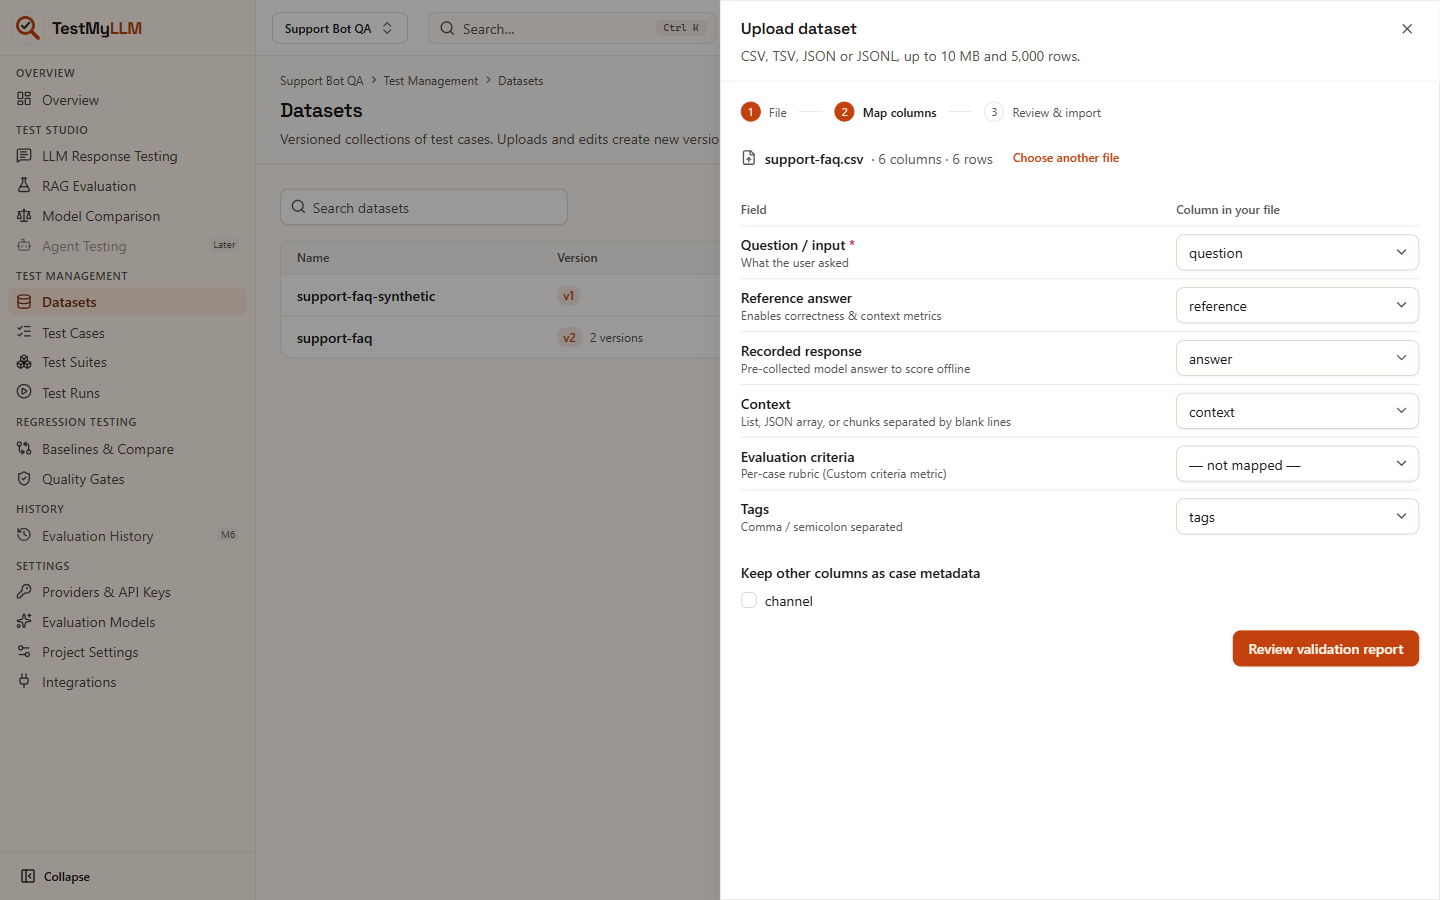 TestMyLLM
OVERVIEW
Overview
TEST STUDIO
LLM Response Testing
RAG Evaluation
Model Comparison
Agent Testing
Later
TEST MANAGEMENT
Datasets
Test Cases
Test Suites
Test Runs
REGRESSION TESTING
Baselines & Compare
Quality Gates
HISTORY
Evaluation History
M6
SETTINGS
Providers & API Keys
Evaluation Models
Project Settings
Integrations
Collapse
Support Bot QA
Search...
Ctrl K
Support Bot QA > Test Management > Datasets
Datasets
Versioned collections of test cases. Uploads and edits create new versio
Search datasets
Name Version
support-faq-synthetic v1
support-faq v2 2 versions
Upload dataset
CSV, TSV, JSON or JSONL, up to 10 MB and 5,000 rows.
1 File 2 Map columns 3 Review & import
support-faq.csv · 6 columns · 6 rows Choose another file
Field Column in your file
Question / input * question
What the user asked
Reference answer reference
Enables correctness & context metrics
Recorded response answer
Pre-collected model answer to score offline
Context context
List, JSON array, or chunks separated by blank lines
Evaluation criteria — not mapped —
Per-case rubric (Custom criteria metric)
Tags tags
Comma / semicolon separated
Keep other columns as case metadata
channel
Review validation report